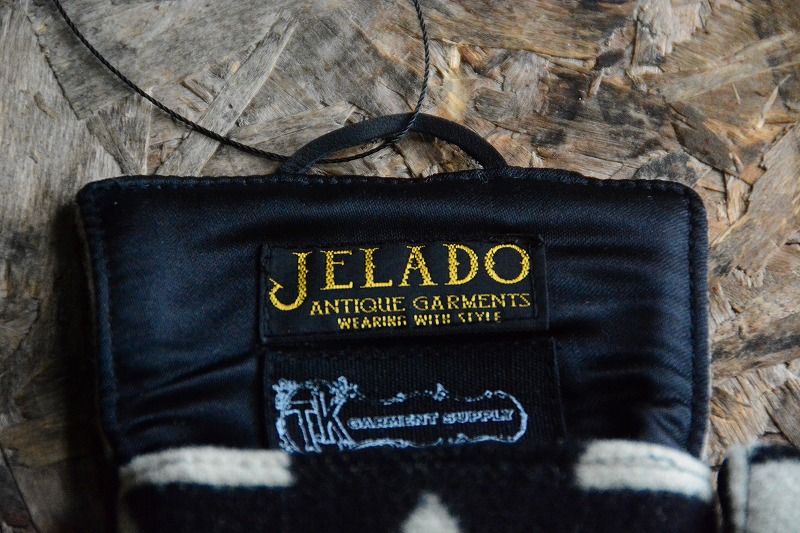 JELADO
ANTIQUE GARMENTS
WEARING WITH STYLE
TK GARMENT SUPPLY